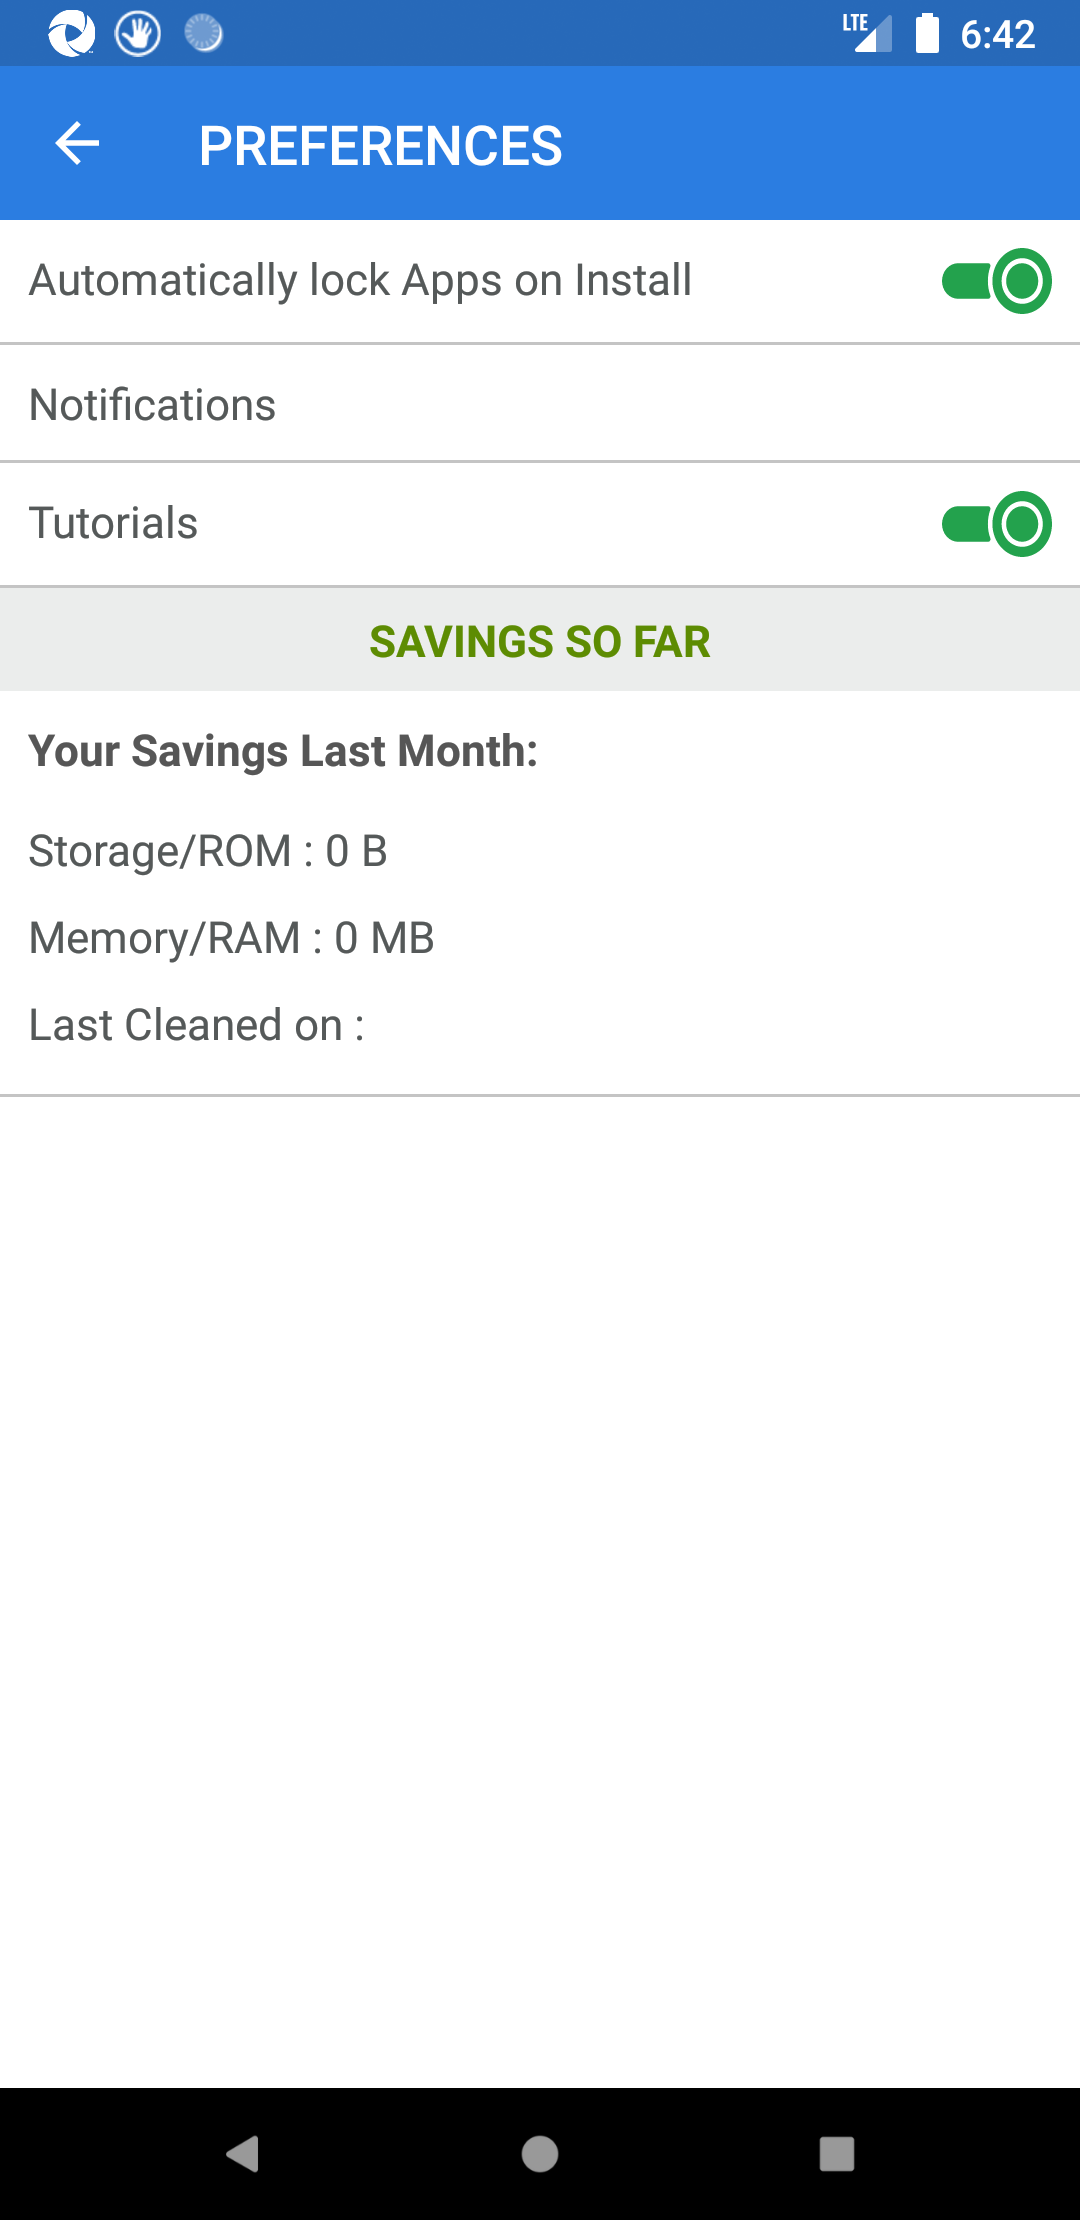 LTE 6:42
PREFERENCES
Automatically lock Apps on Install
Notifications
Tutorials
SAVINGS SO FAR
Your Savings Last Month:
Storage/ROM : 0 B
Memory/RAM : 0 MB
Last Cleaned on :